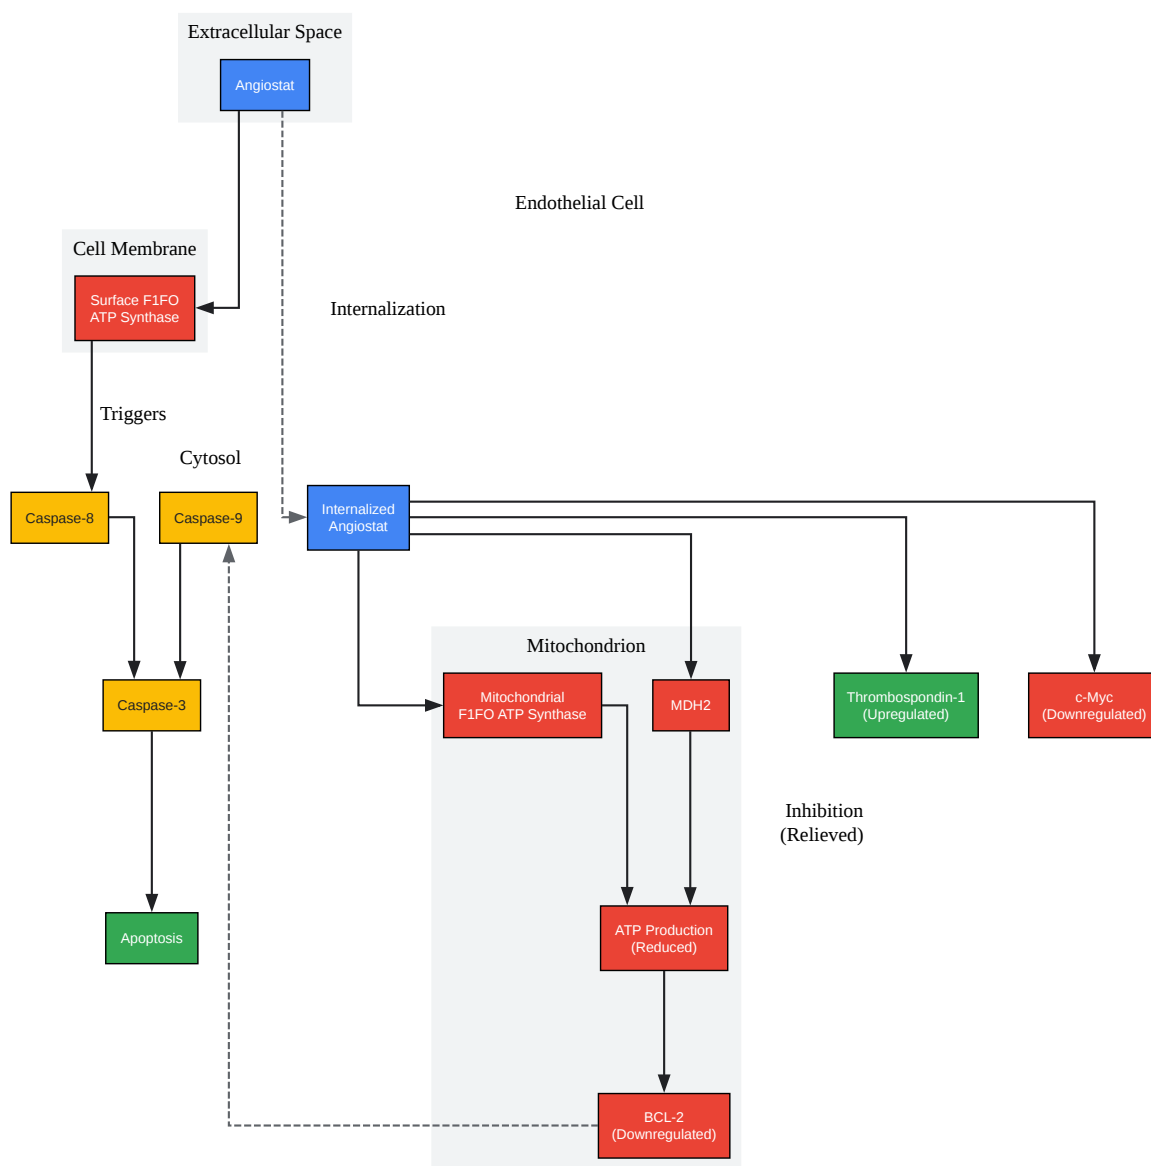 Extracellular Space
Angiostat
Endothelial Cell
Cell Membrane
Surface F1FO
ATP Synthase
Internalization
Triggers
Cytosol
Caspase-8
Caspase-9
Internalized
Angiostat
Mitochondrion
Caspase-3
Mitochondrial
F1FO ATP Synthase
MDH2
Thrombospondin-1
(Upregulated)
c-Myc
(Downregulated)
Inhibition
(Relieved)
Apoptosis
ATP Production
(Reduced)
BCL-2
(Downregulated)